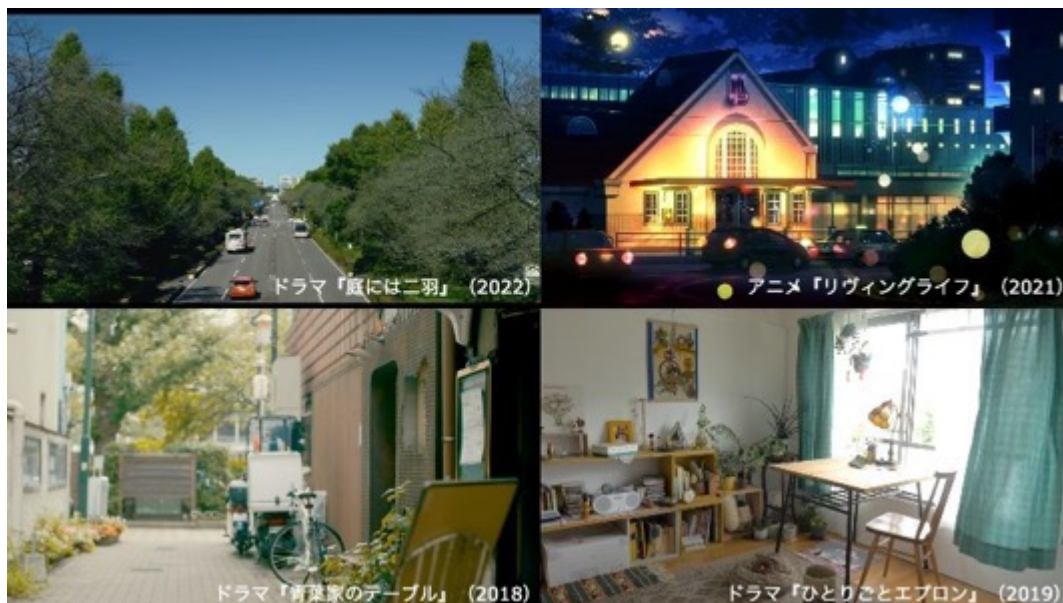 ドラマ『庭には二羽』（2022）
アニメ『リヴィングライフ』（2021）
ドラマ『青葉家のテーブル』（2018）
ドラマ『ひとりごとエプロン』（2019）